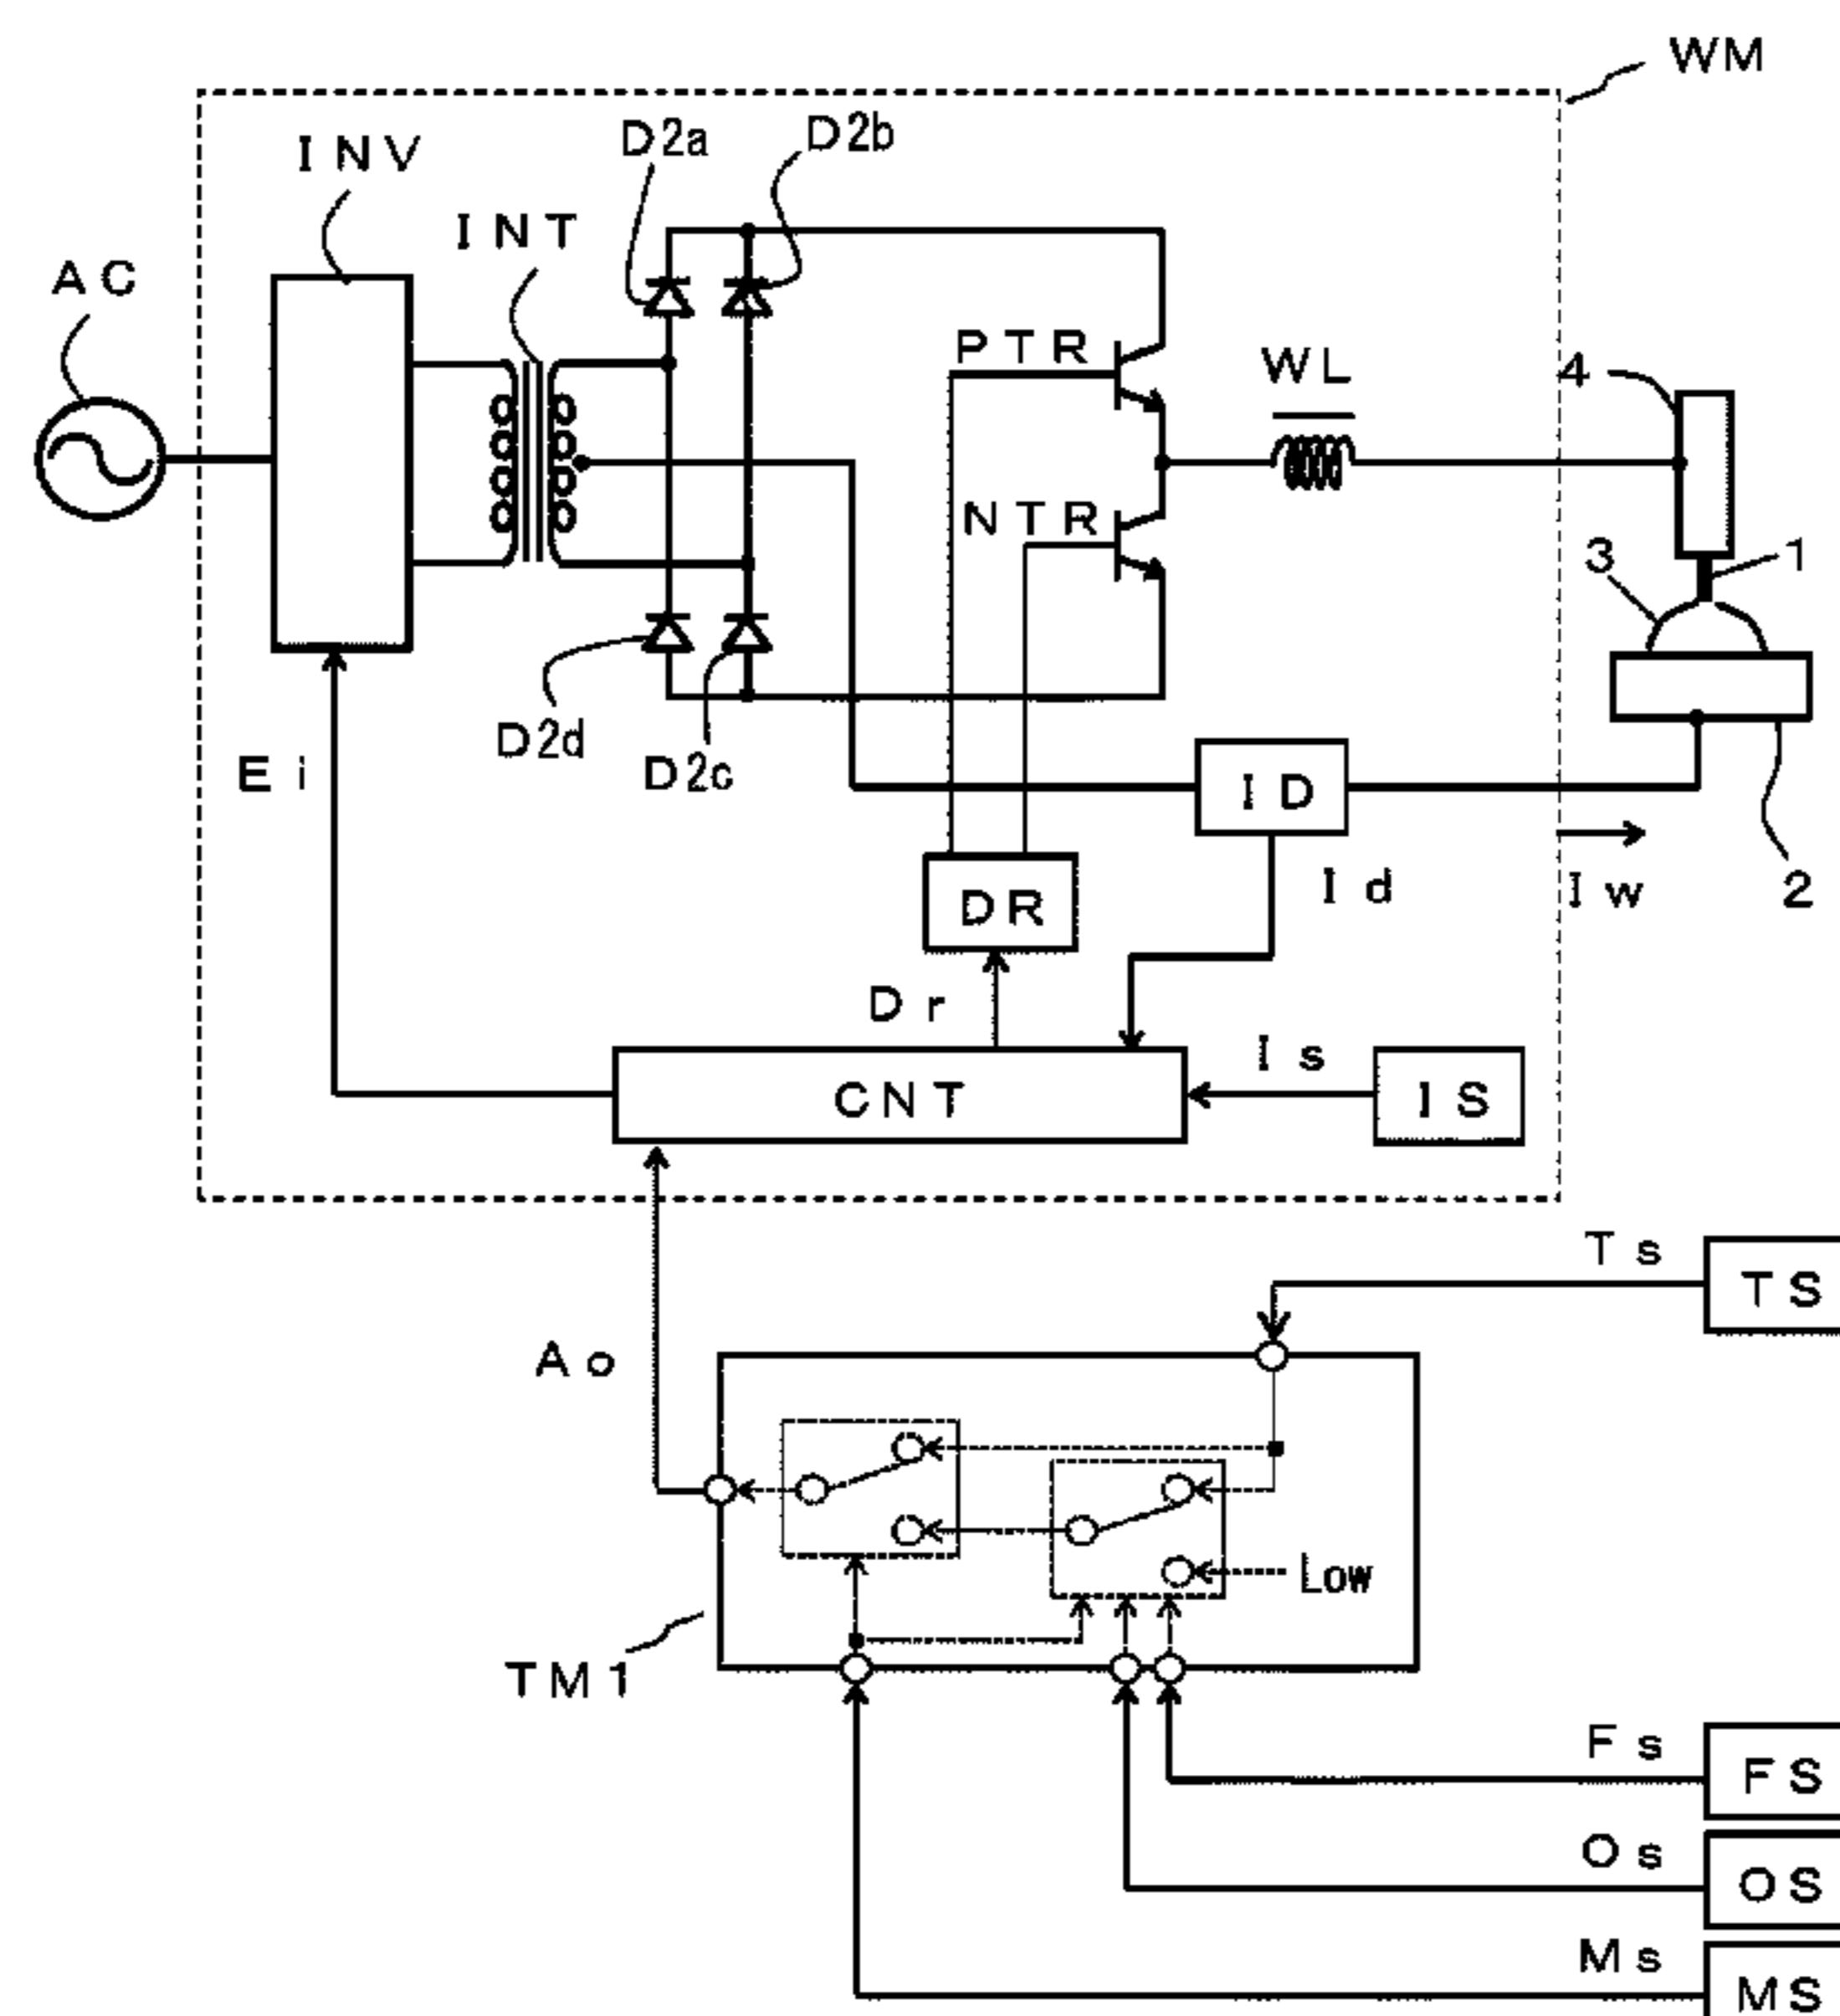 WM
INV
D2a
D2b
INT
AC
PTR
WL
4
NTR
3
1
D2d
D2c
Ei
ID
Id
Iw
2
DR
Dr
Is
CNT
IS
Ts
TS
Ao
Low
TM1
Fs
FS
Os
OS
Ms
MS